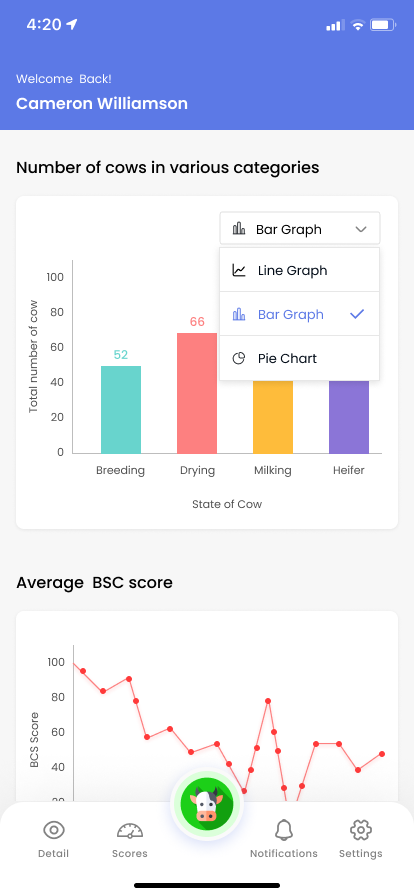 4:20
Welcome Back!
Cameron Williamson
Number of cows in various categories
Bar Graph
Line Graph
Bar Graph
Pie Chart
Total number of cow
100
80
60
40
20
0
52
66
Breeding Drying Milking Heifer
State of Cow
Average BSC score
BCS Score
100
80
60
40
20
Detail Scores Notifications Settings